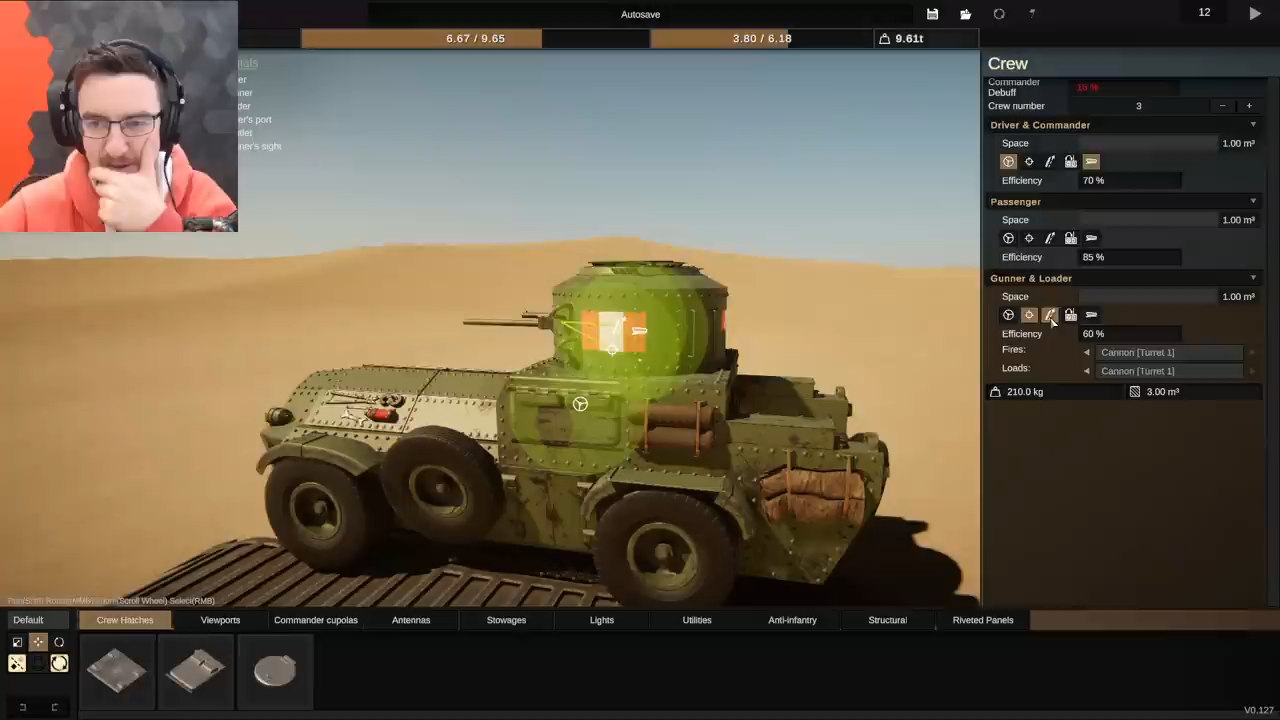 Autosave
12
6.67 / 9.65
3.80 / 6.18
9.61t
Crew
Commander
Debuff
10 %
Crew number
3
− +
Driver & Commander
Space
1.00 m³
Efficiency
70 %
Passenger
Space
1.00 m³
Efficiency
85 %
Gunner & Loader
Space
1.00 m³
Efficiency
60 %
Fires:
Cannon [Turret 1]
Loads:
Cannon [Turret 1]
210.0 kg
3.00 m³
Default
Crew Hatches
Viewports
Commander cupolas
Antennas
Stowages
Lights
Utilities
Anti-infantry
Structural
Riveted Panels
V0.127